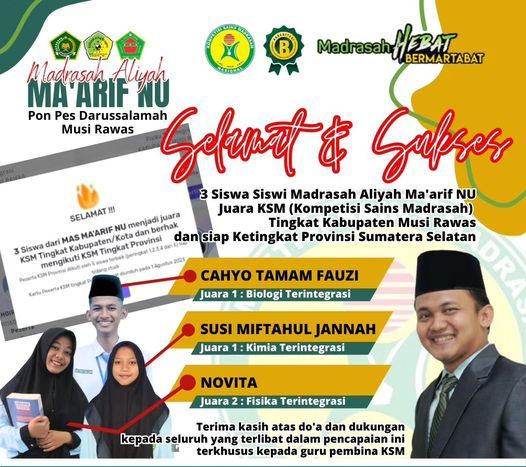 Madrasah HEBAT
BERMARTABAT
Madrasah Aliyah
MA'ARIF NU
Pon Pes Darussalamah
Musi Rawas
Selamat & Sukses
3 Siswa Siswi Madrasah Aliyah Ma'arif NU
Juara KSM (Kompetisi Sains Madrasah)
Tingkat Kabupaten Musi Rawas
dan siap Ketingkat Provinsi Sumatera Selatan
SELAMAT !!!
3 Siswa dari MAS MA'ARIF NU menjadi juara
KSM Tingkat Kabupaten/Kota dan berhak
mengikuti KSM Tingkat Provinsi
CAHYO TAMAM FAUZI
Juara 1 : Biologi Terintegrasi
SUSI MIFTAHUL JANNAH
Juara 1 : Kimia Terintegrasi
NOVITA
Juara 2 : Fisika Terintegrasi
Terima kasih atas do'a dan dukungan
kepada seluruh yang terlibat dalam pencapaian ini
terkhusus kepada guru pembina KSM